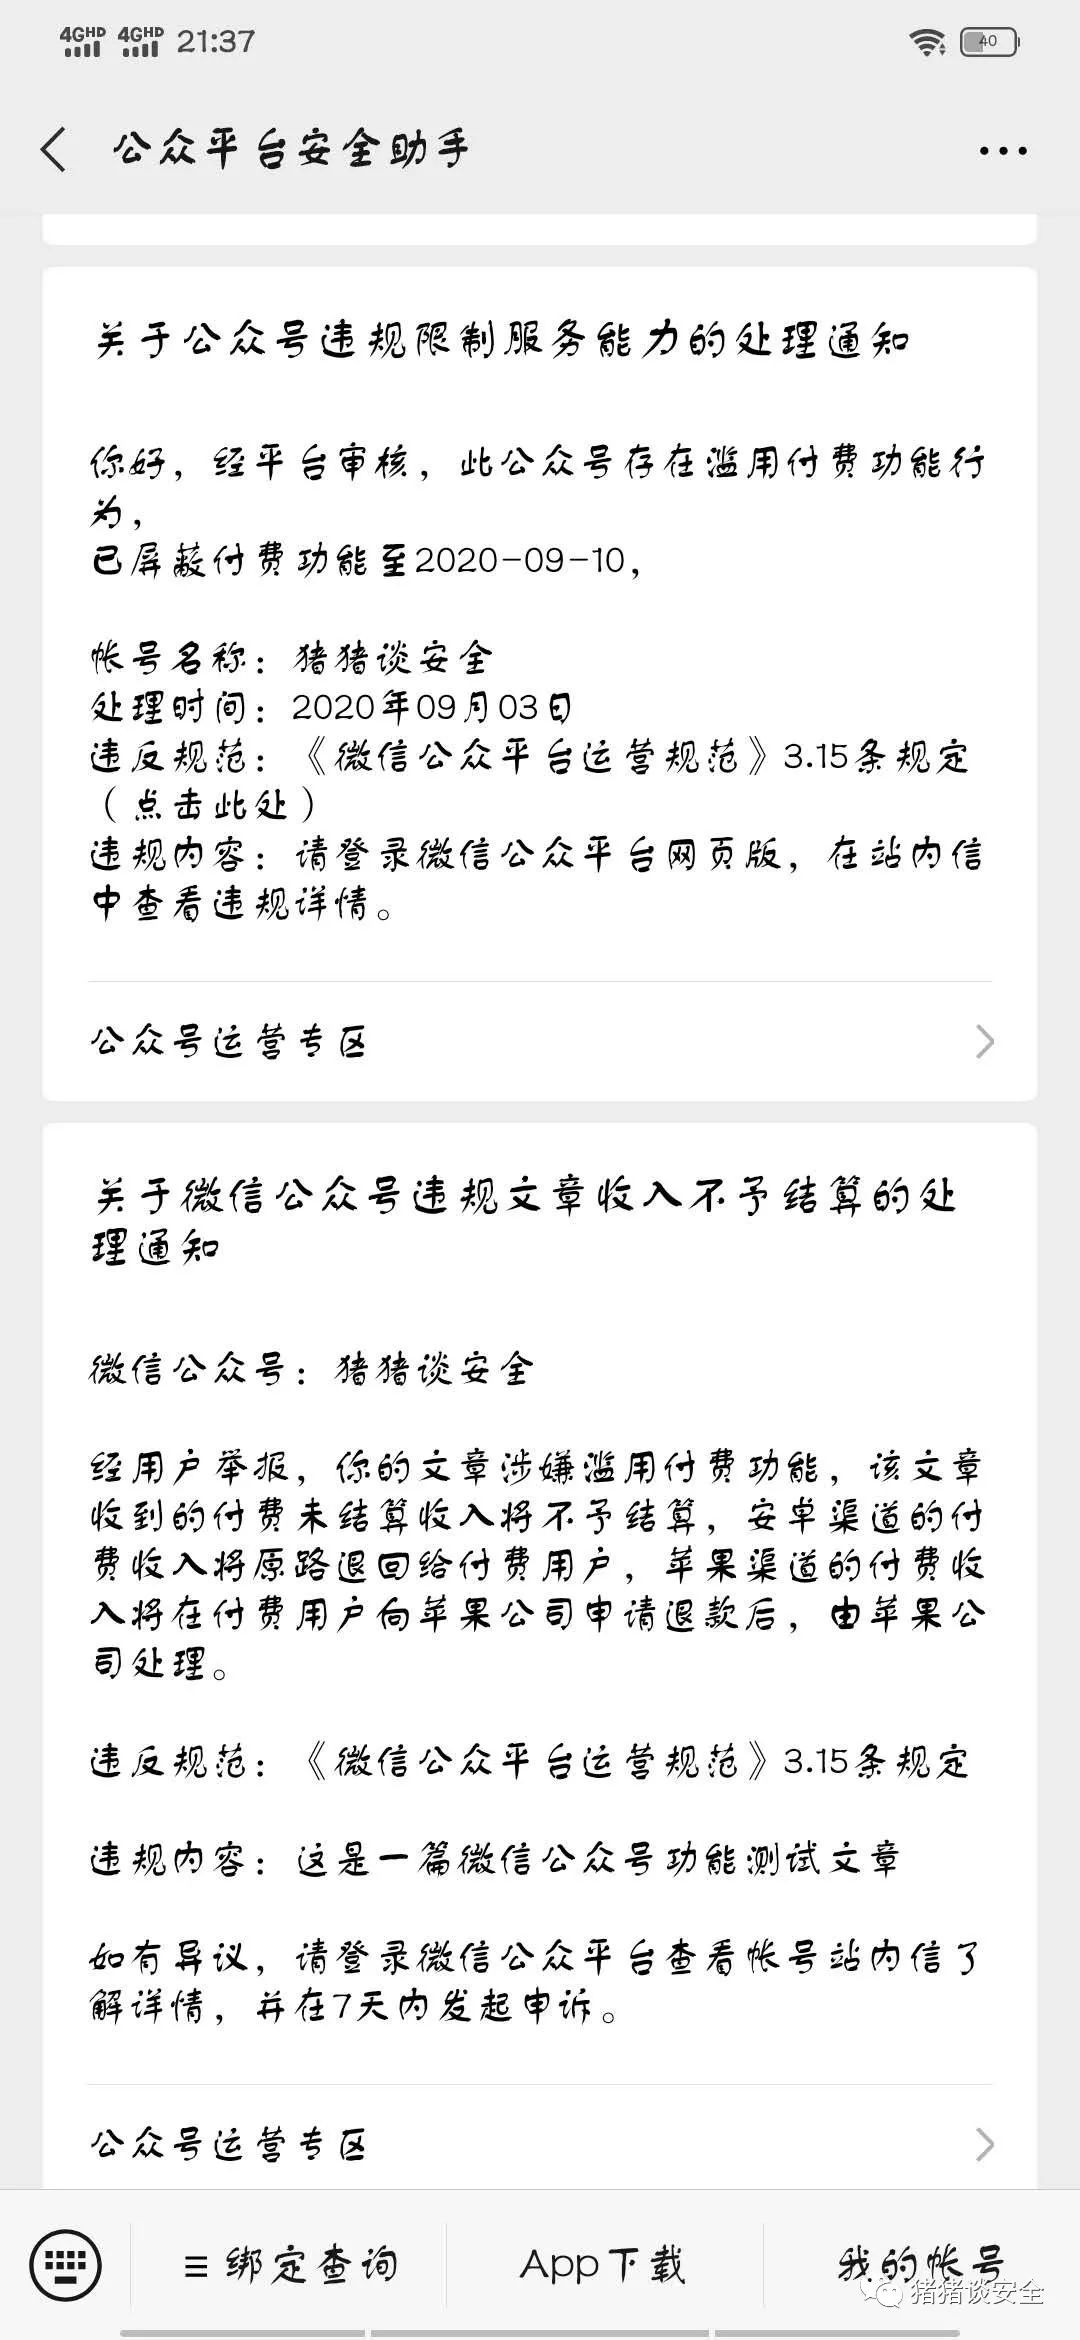 4GHD 4GHD 21:37 40
公众平台安全助手
关于公众号违规限制服务能力的处理通知
你好，经平台审核，此公众号存在滥用付费功能行
为，
已屏蔽付费功能至2020-09-10，
帐号名称：猪猪谈安全
处理时间：2020年09月03日
违反规范：《微信公众平台运营规范》3.15条规定
（点击此处）
违规内容：请登录微信公众平台网页版，在站内信
中查看违规详情。
公众号运营专区
关于微信公众号违规文章收入不予结算的处
理通知
微信公众号：猪猪谈安全
经用户举报，你的文章涉嫌滥用付费功能，该文章
收到的付费未结算收入将不予结算，安卓渠道的付
费收入将原路退回给付费用户，苹果渠道的付费收
入将在付费用户向苹果公司申请退款后，由苹果公
司处理。
违反规范：《微信公众平台运营规范》3.15条规定
违规内容：这是一篇微信公众号功能测试文章
如有异议，请登录微信公众平台查看帐号站内信了
解详情，并在7天内发起申诉。
公众号运营专区
绑定查询 App下载 我的帐号
猪猪谈安全